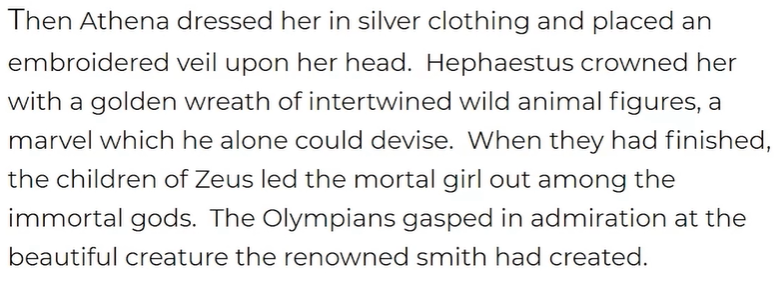 Then Athena dressed her in silver clothing and placed an
embroidered veil upon her head.  Hephaestus crowned her
with a golden wreath of intertwined wild animal figures, a
marvel which he alone could devise.  When they had finished,
the children of Zeus led the mortal girl out among the
immortal gods.  The Olympians gasped in admiration at the
beautiful creature the renowned smith had created.